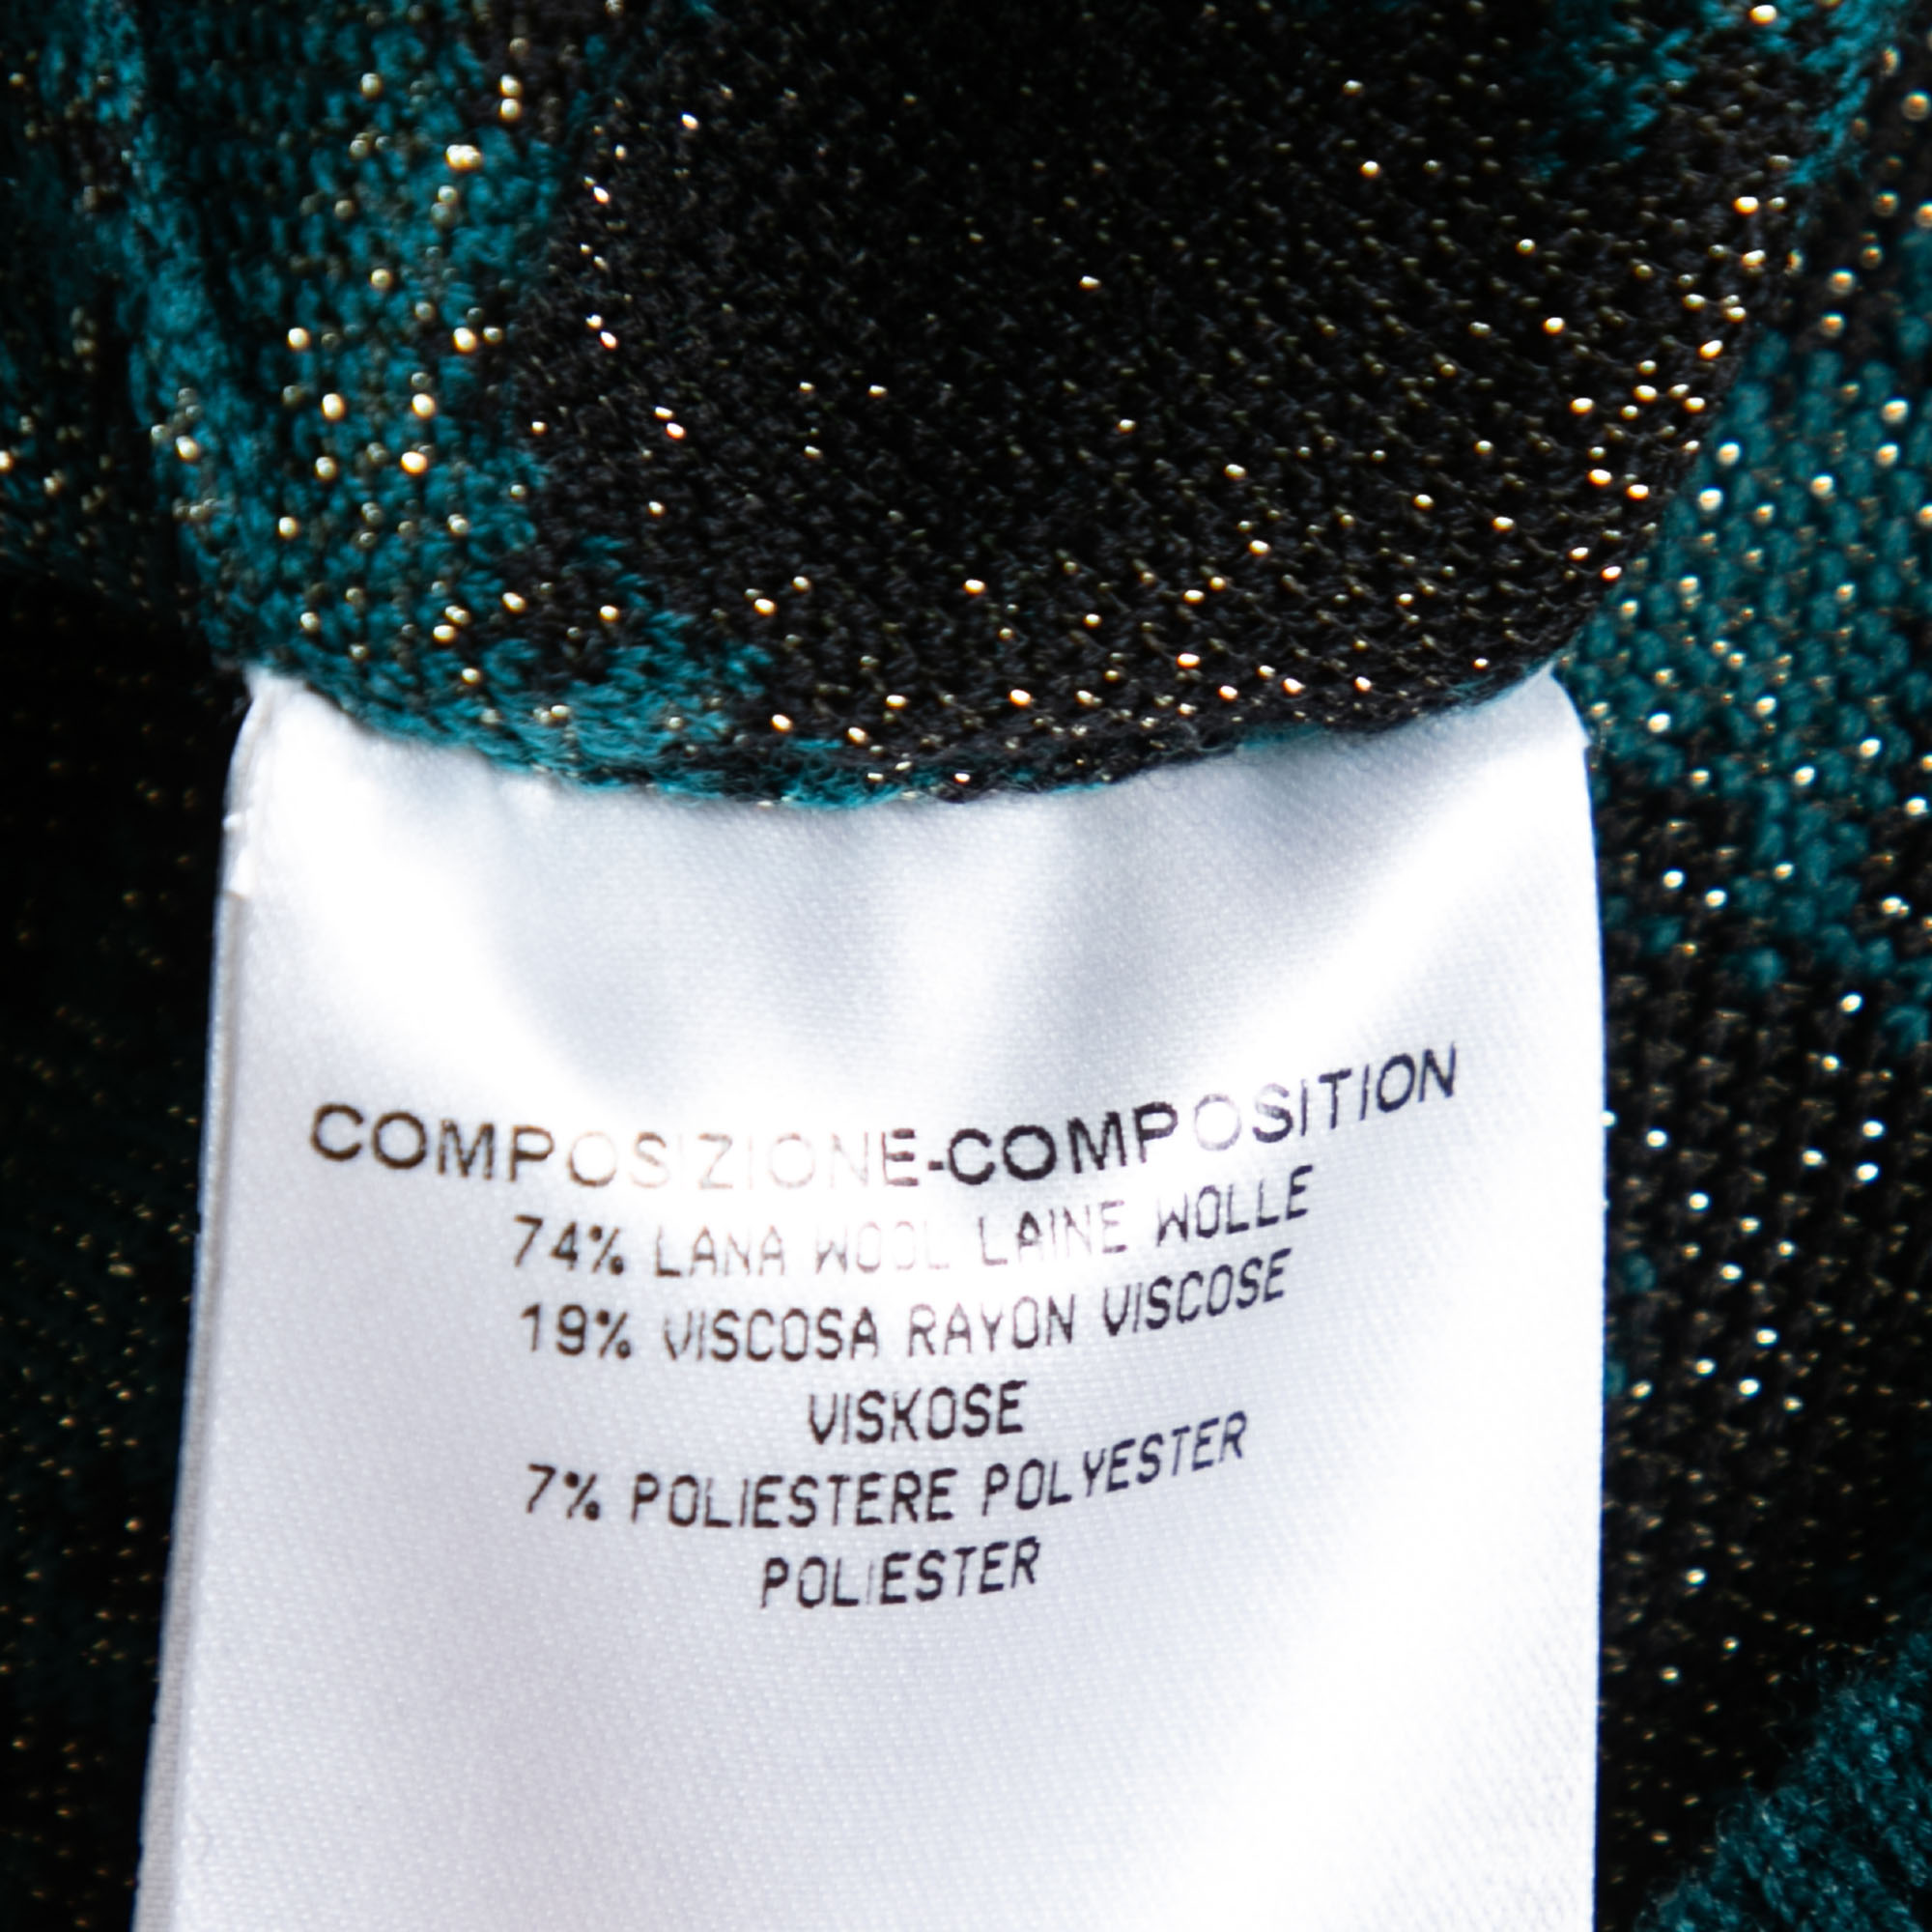 COMPOSIZIONE-COMPOSITION
74% LANA WOOL LAINE WOLLE
19% VISCOSA RAYON VISCOSE
VISKOSE
7% POLIESTERE POLYESTER
POLIESTER